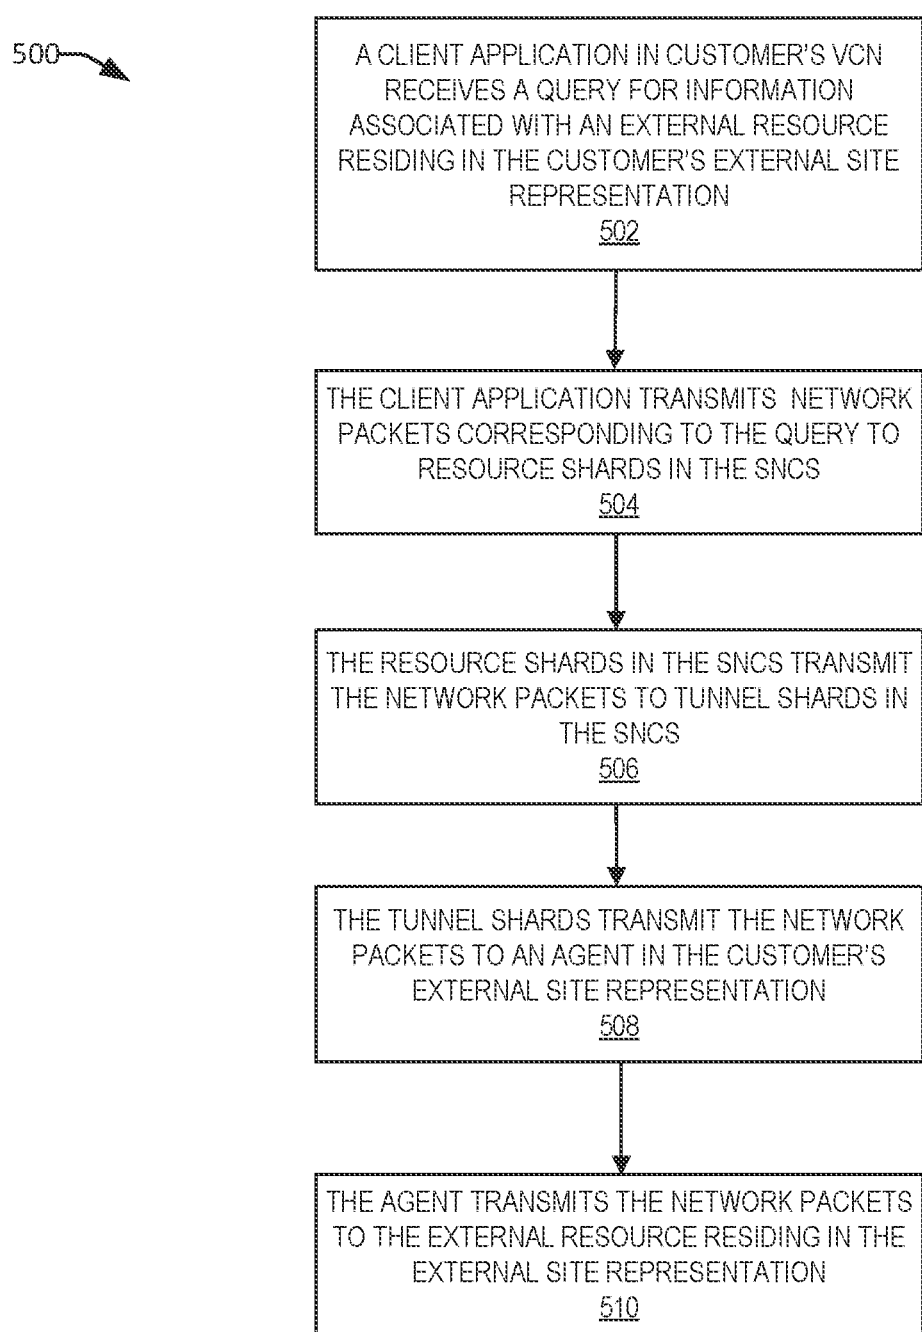 500
A CLIENT APPLICATION IN CUSTOMER'S VCN
RECEIVES A QUERY FOR INFORMATION
ASSOCIATED WITH AN EXTERNAL RESOURCE
RESIDING IN THE CUSTOMER'S EXTERNAL SITE
REPRESENTATION
502
THE CLIENT APPLICATION TRANSMITS NETWORK
PACKETS CORRESPONDING TO THE QUERY TO
RESOURCE SHARDS IN THE SNCS
504
THE RESOURCE SHARDS IN THE SNCS TRANSMIT
THE NETWORK PACKETS TO TUNNEL SHARDS IN
THE SNCS
506
THE TUNNEL SHARDS TRANSMIT THE NETWORK
PACKETS TO AN AGENT IN THE CUSTOMER'S
EXTERNAL SITE REPRESENTATION
508
THE AGENT TRANSMITS THE NETWORK PACKETS
TO THE EXTERNAL RESOURCE RESIDING IN THE
EXTERNAL SITE REPRESENTATION
510